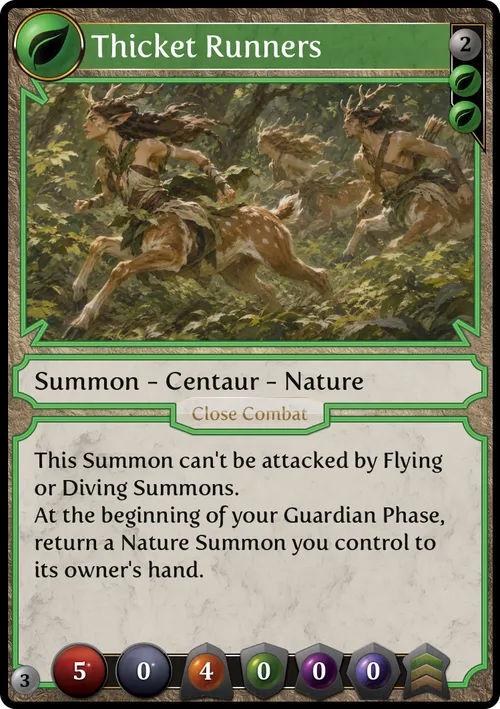 Thicket Runners
2
Summon - Centaur - Nature
Close Combat
This Summon can't be attacked by Flying
or Diving Summons.
At the beginning of your Guardian Phase,
return a Nature Summon you control to
its owner's hand.
3 5* 0* 4 0 0 0